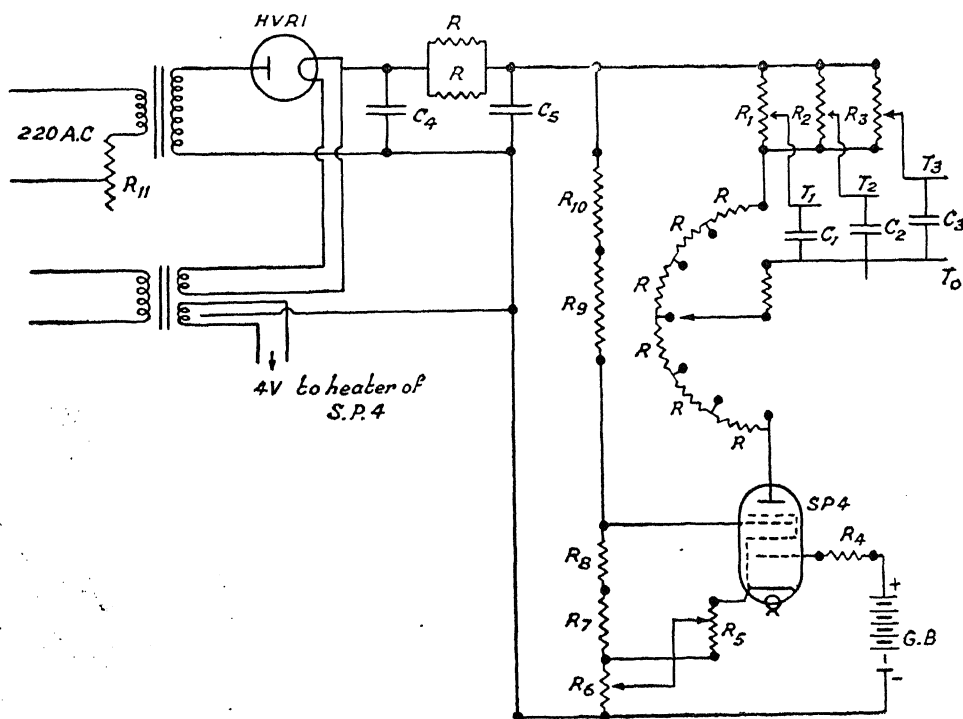 HVR1
R
R
C4
C5
220 A.C
R11
R1
R2
R3
T1
T2
T3
C1
C2
C3
T0
R10
R9
R
R
R
R
R
R
4V to heater of
S.P.4
SP4
R8
R7
R6
R5
R4
+
G.B
-